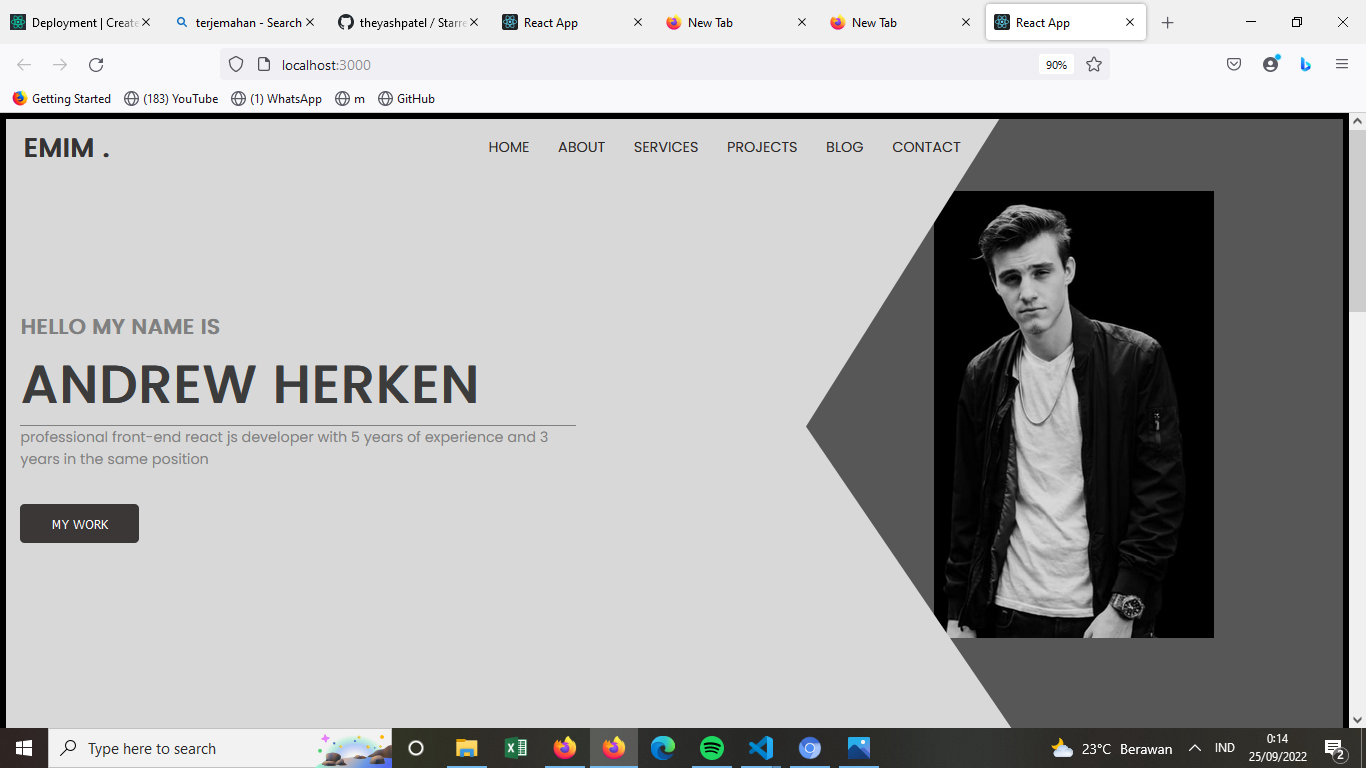 Deployment | Create
terjemahan - Search
theyashpatel / Starre
React App
New Tab
New Tab
React App
localhost:3000
90%
Getting Started
(183) YouTube
(1) WhatsApp
m
GitHub
EMIM .
HOME
ABOUT
SERVICES
PROJECTS
BLOG
CONTACT
HELLO MY NAME IS
ANDREW HERKEN
professional front-end react js developer with 5 years of experience and 3
years in the same position
MY WORK
Type here to search
23°C Berawan
IND
0:14
25/09/2022
2